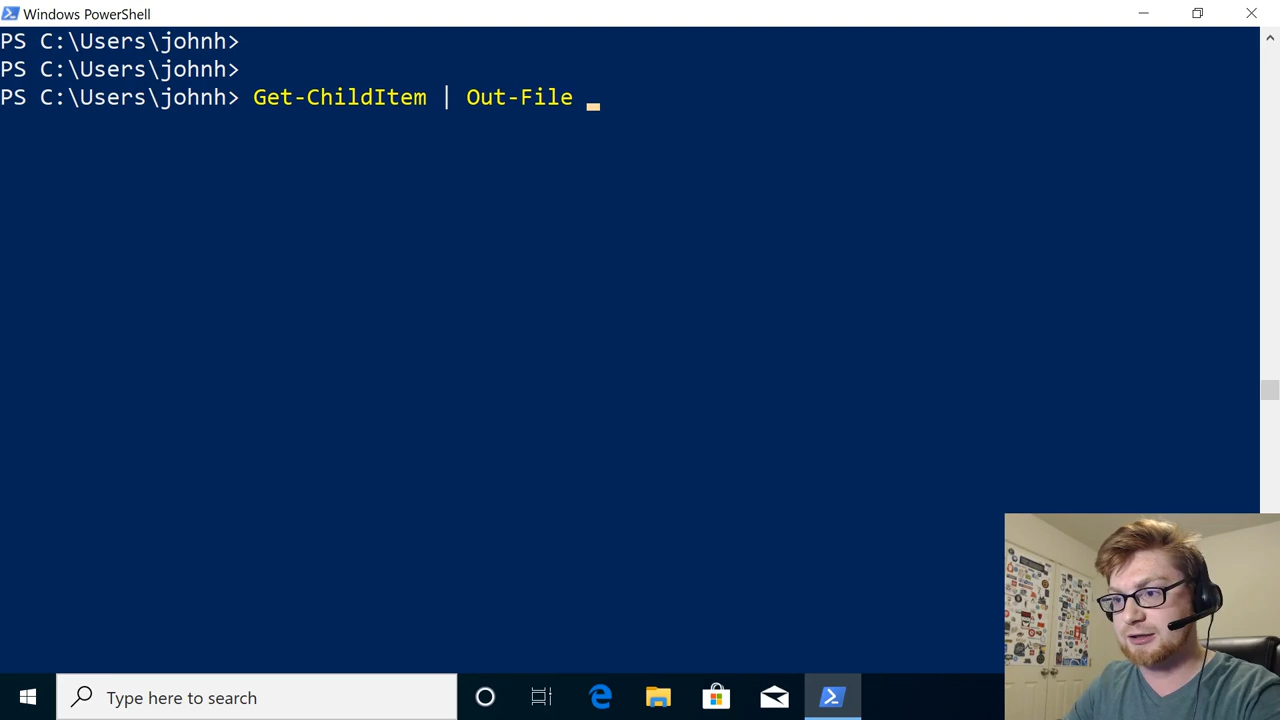 Windows PowerShell
PS C:\Users\johnh>
PS C:\Users\johnh>
PS C:\Users\johnh> Get-ChildItem | Out-File
Type here to search